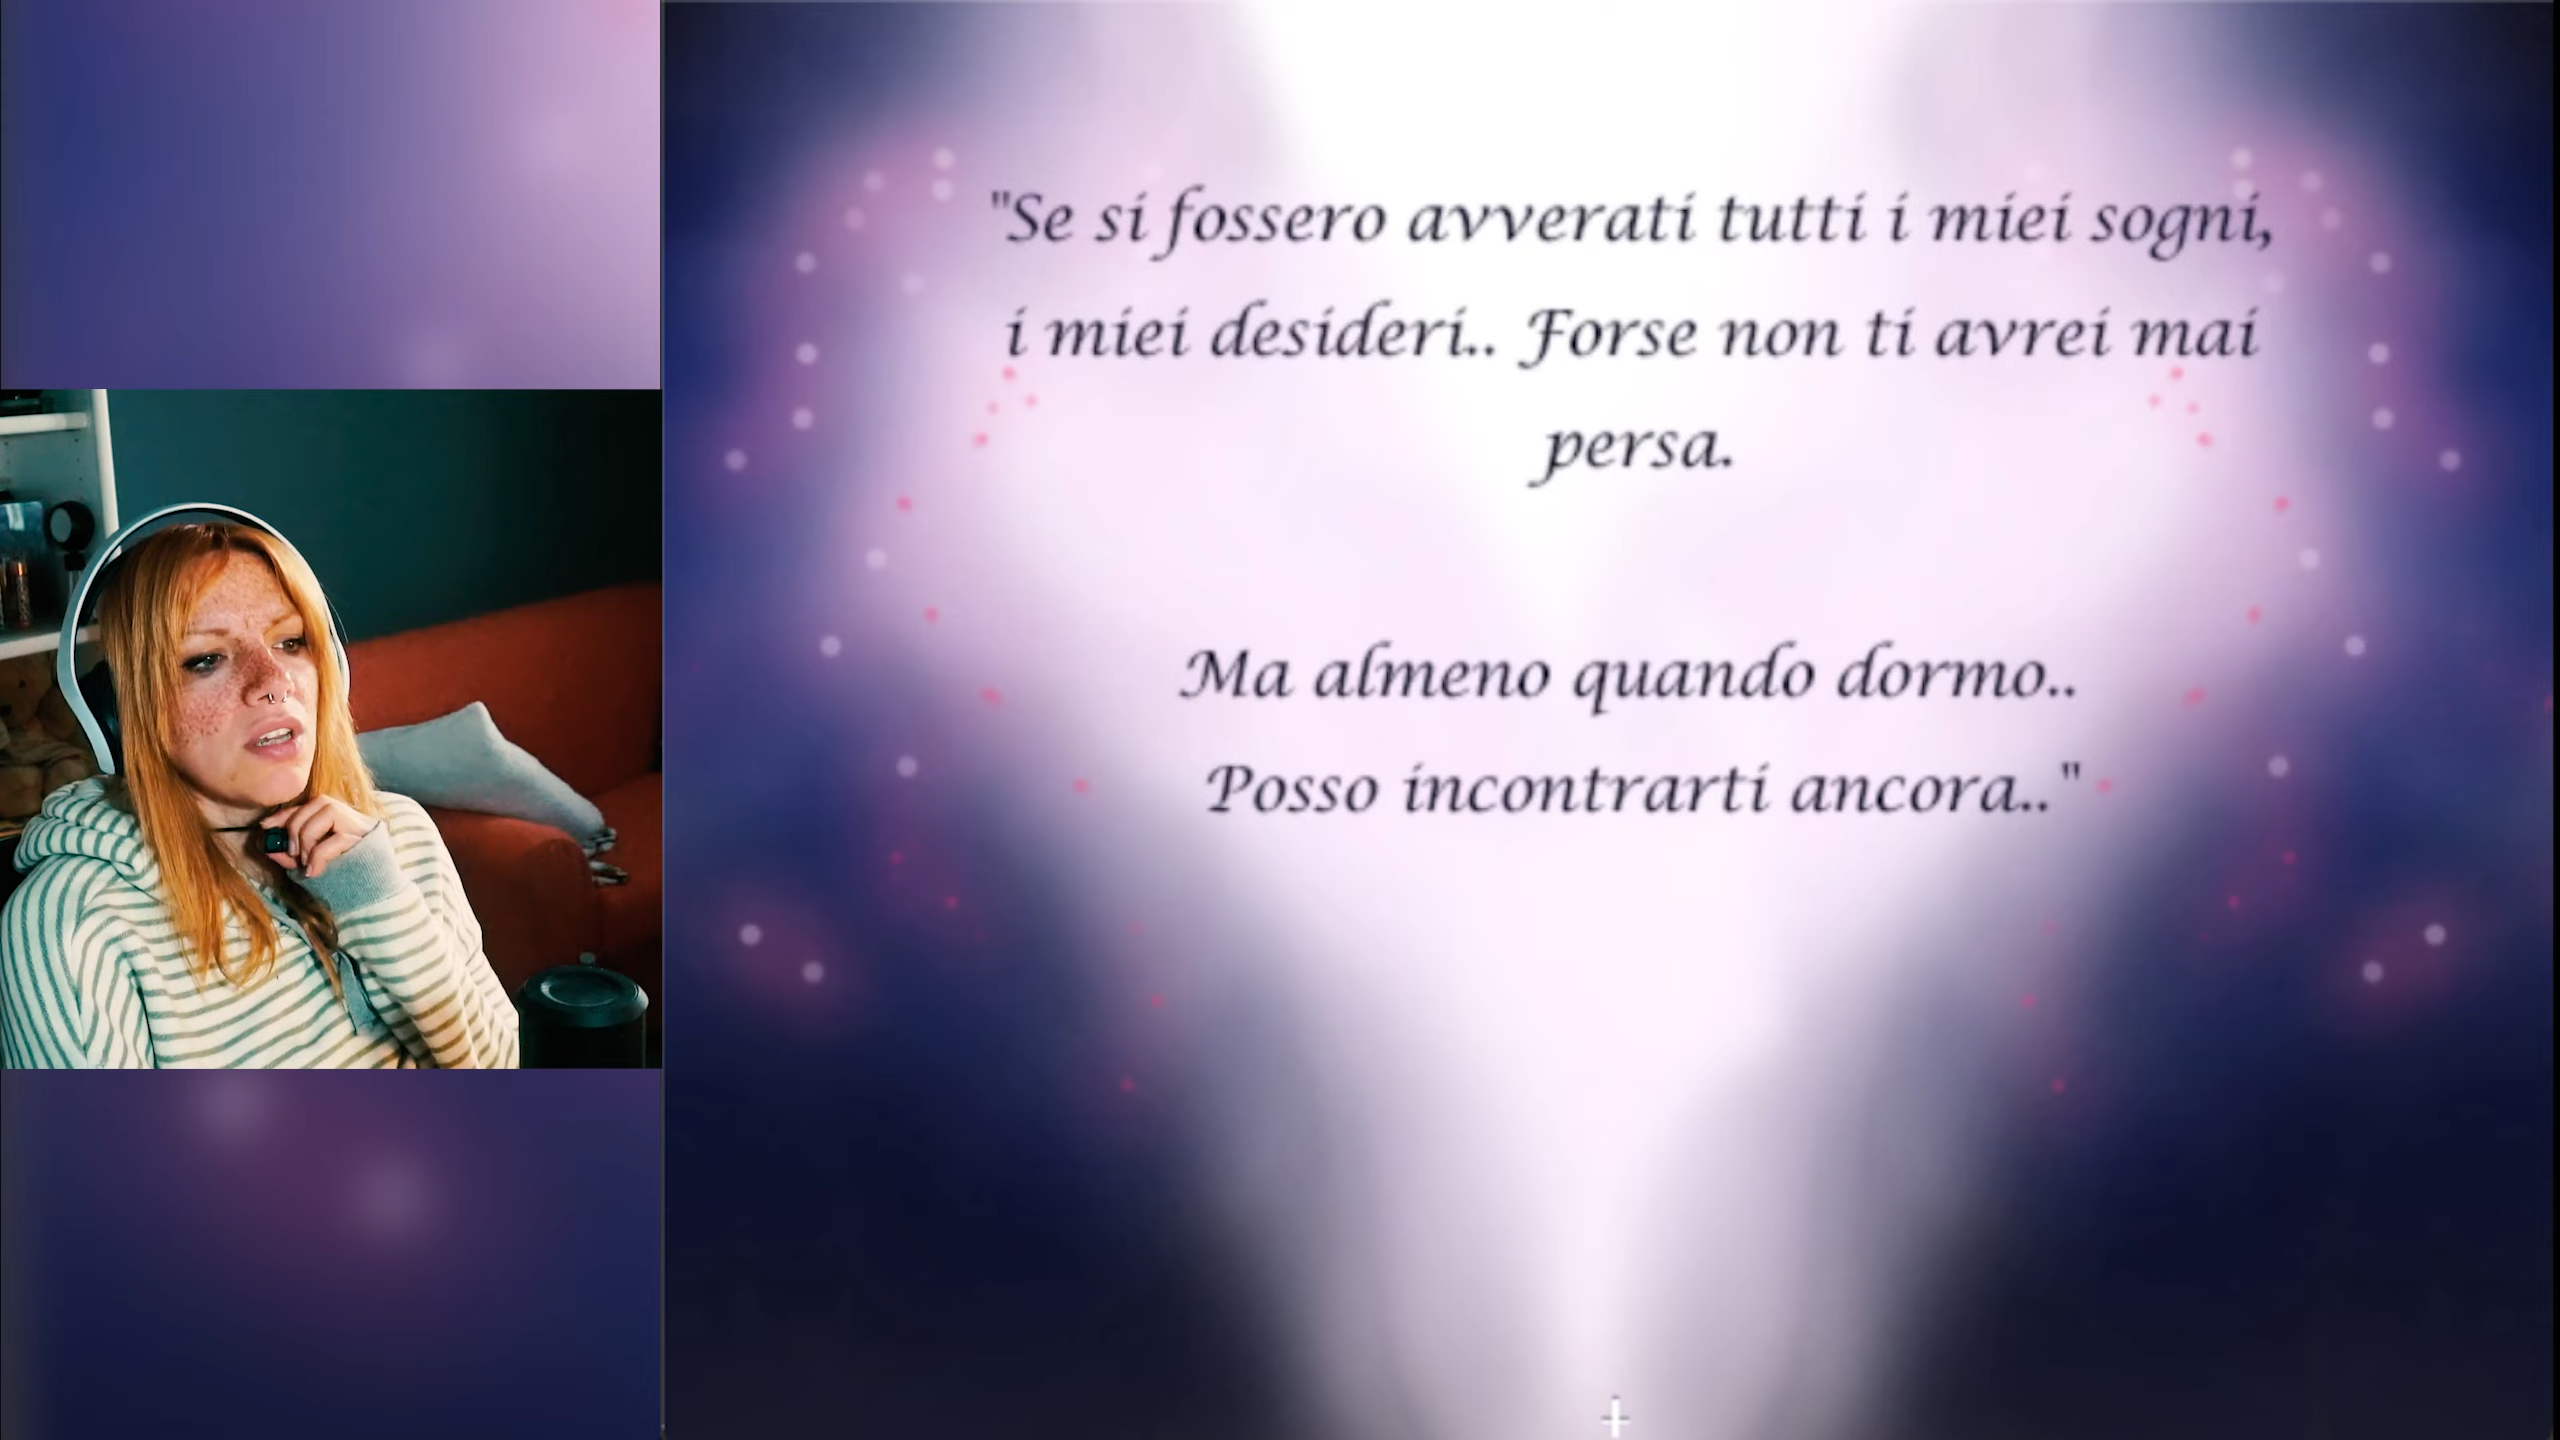 "Se si fossero avverati tutti i miei sogni,
i miei desideri.. Forse non ti avrei mai
persa.
Ma almeno quando dormo..
Posso incontrarti ancora.."